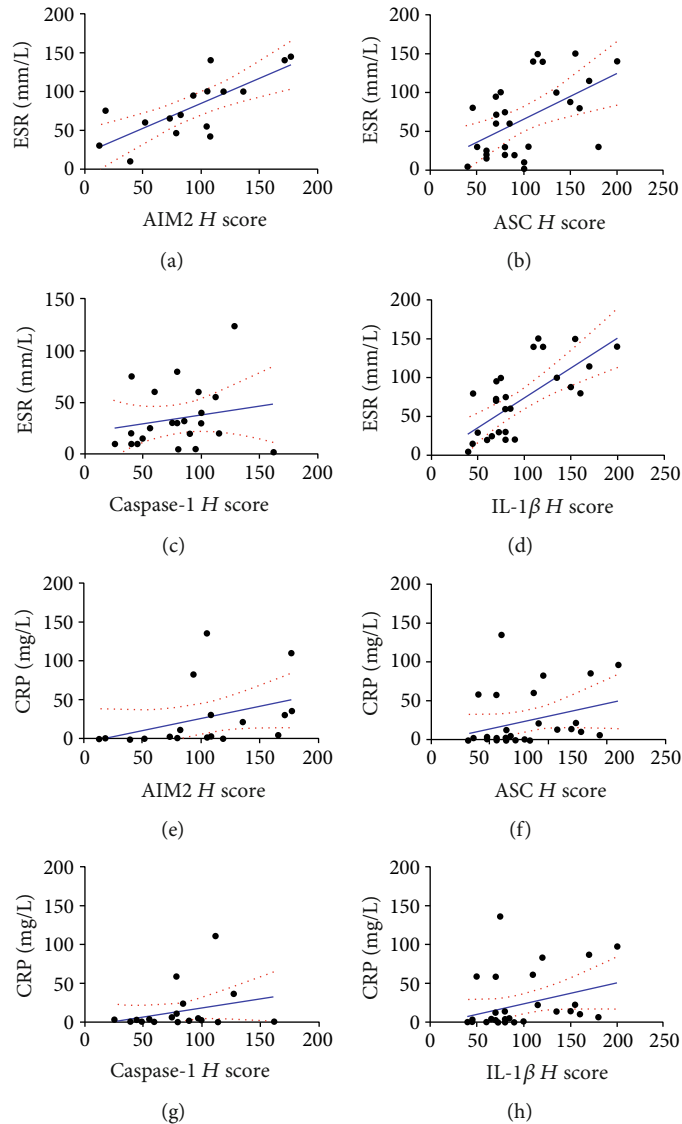 200
150
100
50
0
ESR (mm/L)
0 50 100 150 200
AIM2 H score
(a)
200
150
100
50
0
ESR (mm/L)
0 50 100 150 200 250
ASC H score
(b)
150
100
50
0
ESR (mm/L)
0 50 100 150 200
Caspase-1 H score
(c)
200
150
100
50
0
ESR (mm/L)
0 50 100 150 200 250
IL-1β H score
(d)
200
150
100
50
0
CRP (mg/L)
0 50 100 150 200
AIM2 H score
(e)
200
150
100
50
0
CRP (mg/L)
0 50 100 150 200 250
ASC H score
(f)
200
150
100
50
0
CRP (mg/L)
0 50 100 150 200
Caspase-1 H score
(g)
200
150
100
50
0
CRP (mg/L)
0 50 100 150 200 250
IL-1β H score
(h)